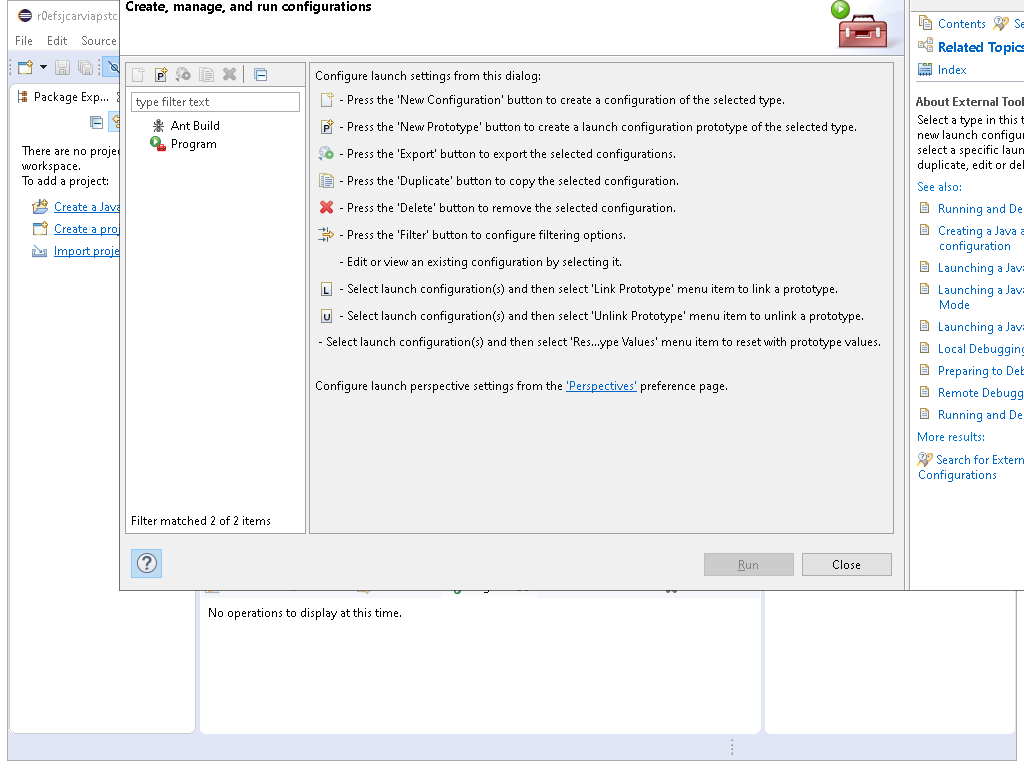 Create, manage, and run configurations
r0efsjcarviapstc
File Edit Source
Package Exp...
There are no proje
workspace.
To add a project:
Create a Java
Create a proj
Import proje
type filter text
Ant Build
Program
Filter matched 2 of 2 items
Configure launch settings from this dialog:
- Press the 'New Configuration' button to create a configuration of the selected type.
P - Press the 'New Prototype' button to create a launch configuration prototype of the selected type.
- Press the 'Export' button to export the selected configurations.
- Press the 'Duplicate' button to copy the selected configuration.
- Press the 'Delete' button to remove the selected configuration.
- Press the 'Filter' button to configure filtering options.
- Edit or view an existing configuration by selecting it.
L - Select launch configuration(s) and then select 'Link Prototype' menu item to link a prototype.
U - Select launch configuration(s) and then select 'Unlink Prototype' menu item to unlink a prototype.
- Select launch configuration(s) and then select 'Res...ype Values' menu item to reset with prototype values.
Configure launch perspective settings from the 'Perspectives' preference page.
? Run Close
No operations to display at this time.
Contents Se
Related Topics
Index
About External Tool
Select a type in this t
new launch configur
select a specific laun
duplicate, edit or del
See also:
Running and De
Creating a Java a
configuration
Launching a Java
Launching a Java
Mode
Launching a Java
Local Debugging
Preparing to Deb
Remote Debugg
Running and De
More results:
Search for Extern
Configurations